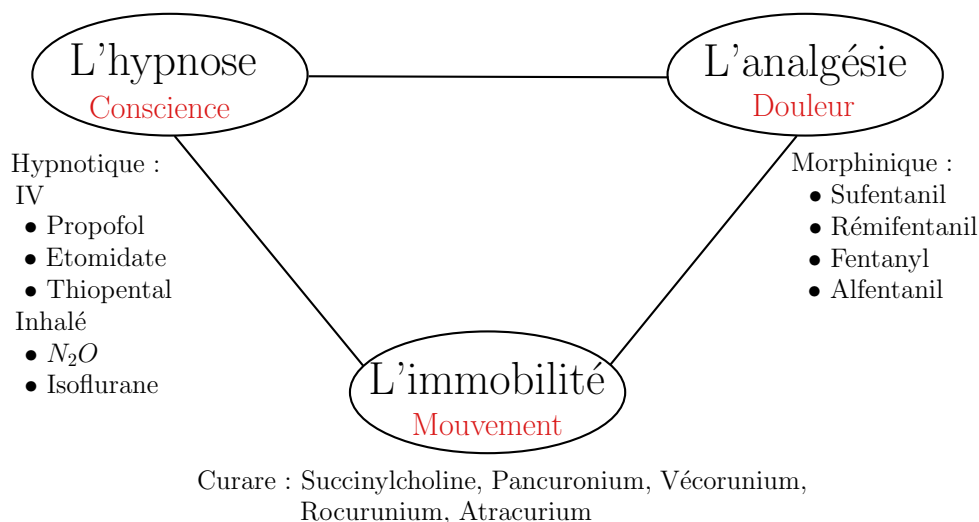 L'hypnose
Conscience
L'analgésie
Douleur
Hypnotique :
IV
• Propofol
• Etomidate
• Thiopental
Inhalé
• N₂O
• Isoflurane
Morphinique :
• Sufentanil
• Rémifentanil
• Fentanyl
• Alfentanil
L'immobilité
Mouvement
Curare : Succinylcholine, Pancuronium, Vécorunium,
Rocurunium, Atracurium